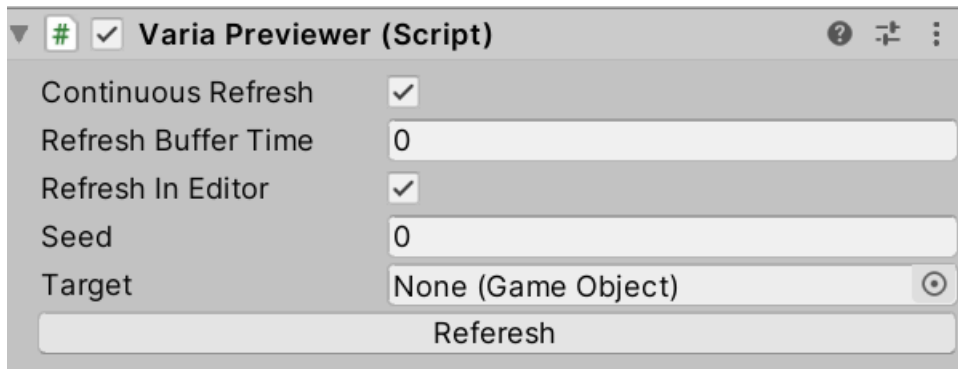 # Varia Previewer (Script)
Continuous Refresh
Refresh Buffer Time 0
Refresh In Editor
Seed 0
Target None (Game Object)
Referesh